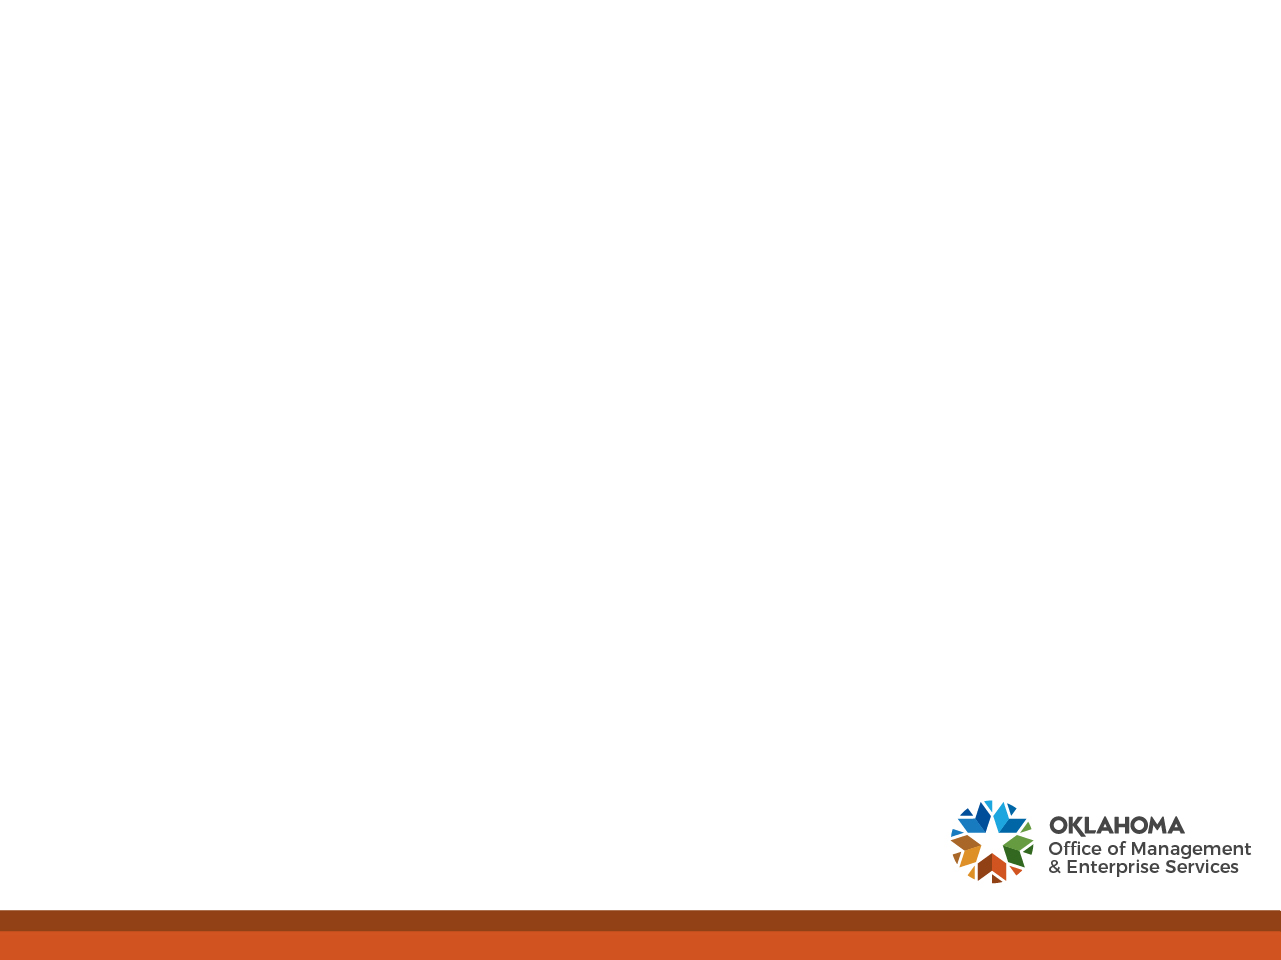 OKLAHOMA
Office of Management
& Enterprise Services